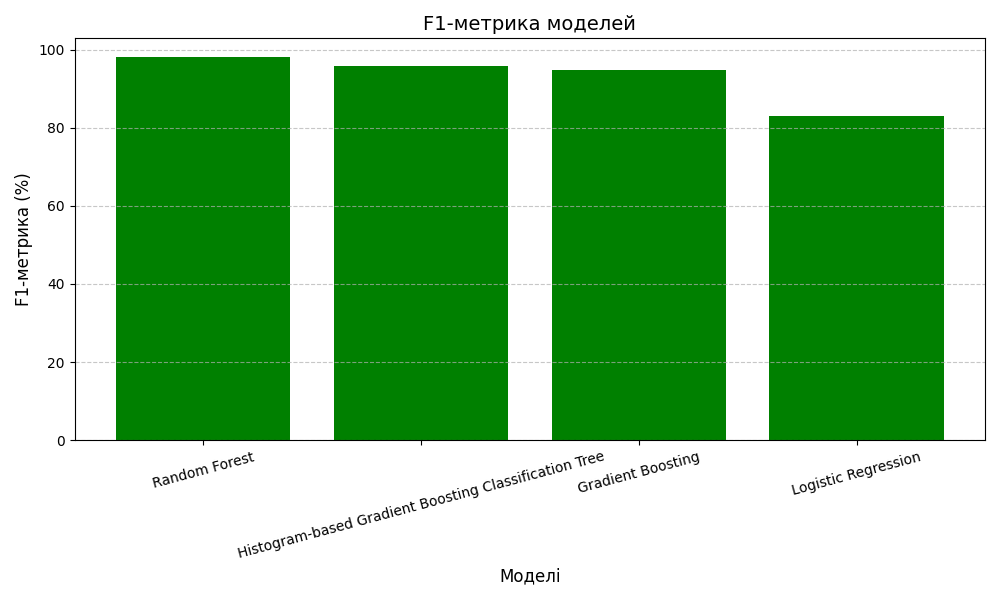 F1-метрика моделей
F1-метрика (%)
100
80
60
40
20
0
Random Forest
Histogram-based Gradient Boosting Classification Tree
Gradient Boosting
Logistic Regression
Моделі